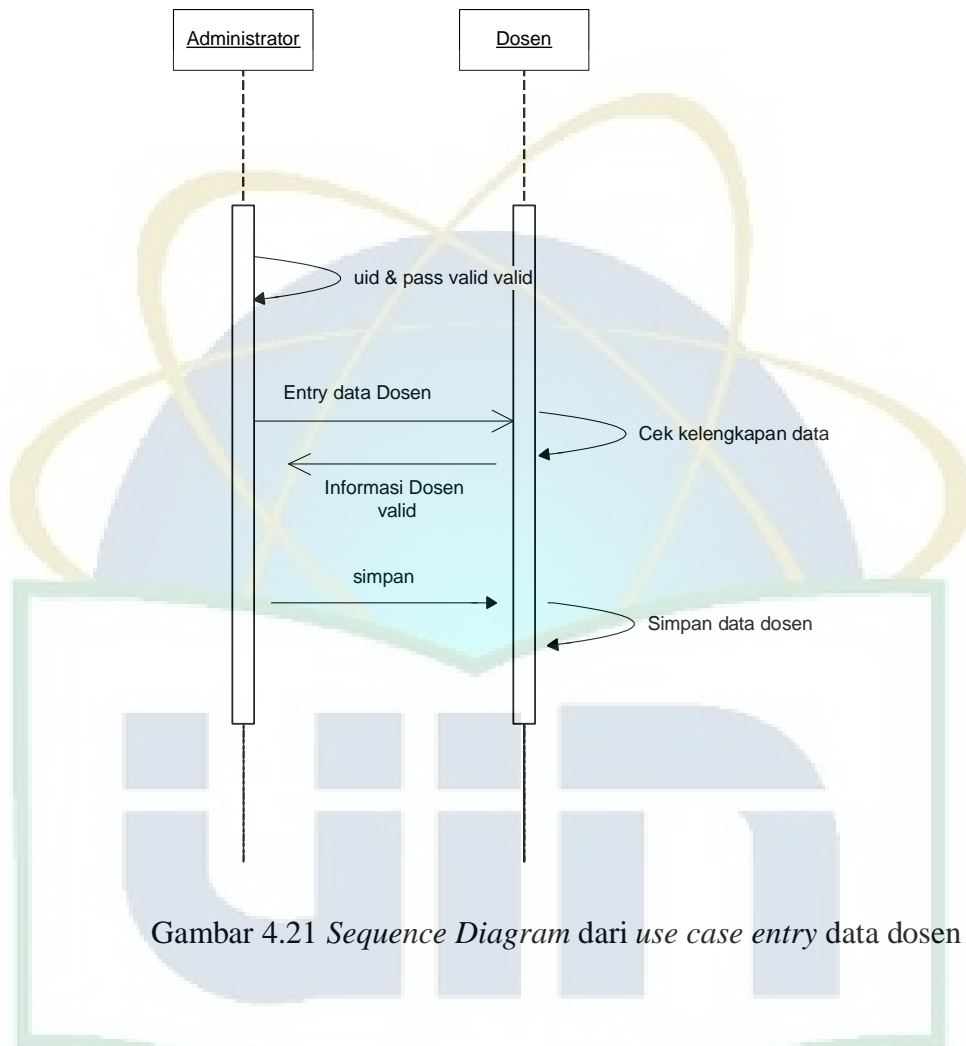 Administrator
Dosen
uid & pass valid valid
Entry data Dosen
Cek kelengkapan data
Informasi Dosen
valid
simpan
Simpan data dosen
uin
Gambar 4.21 Sequence Diagram dari use case entry data dosen